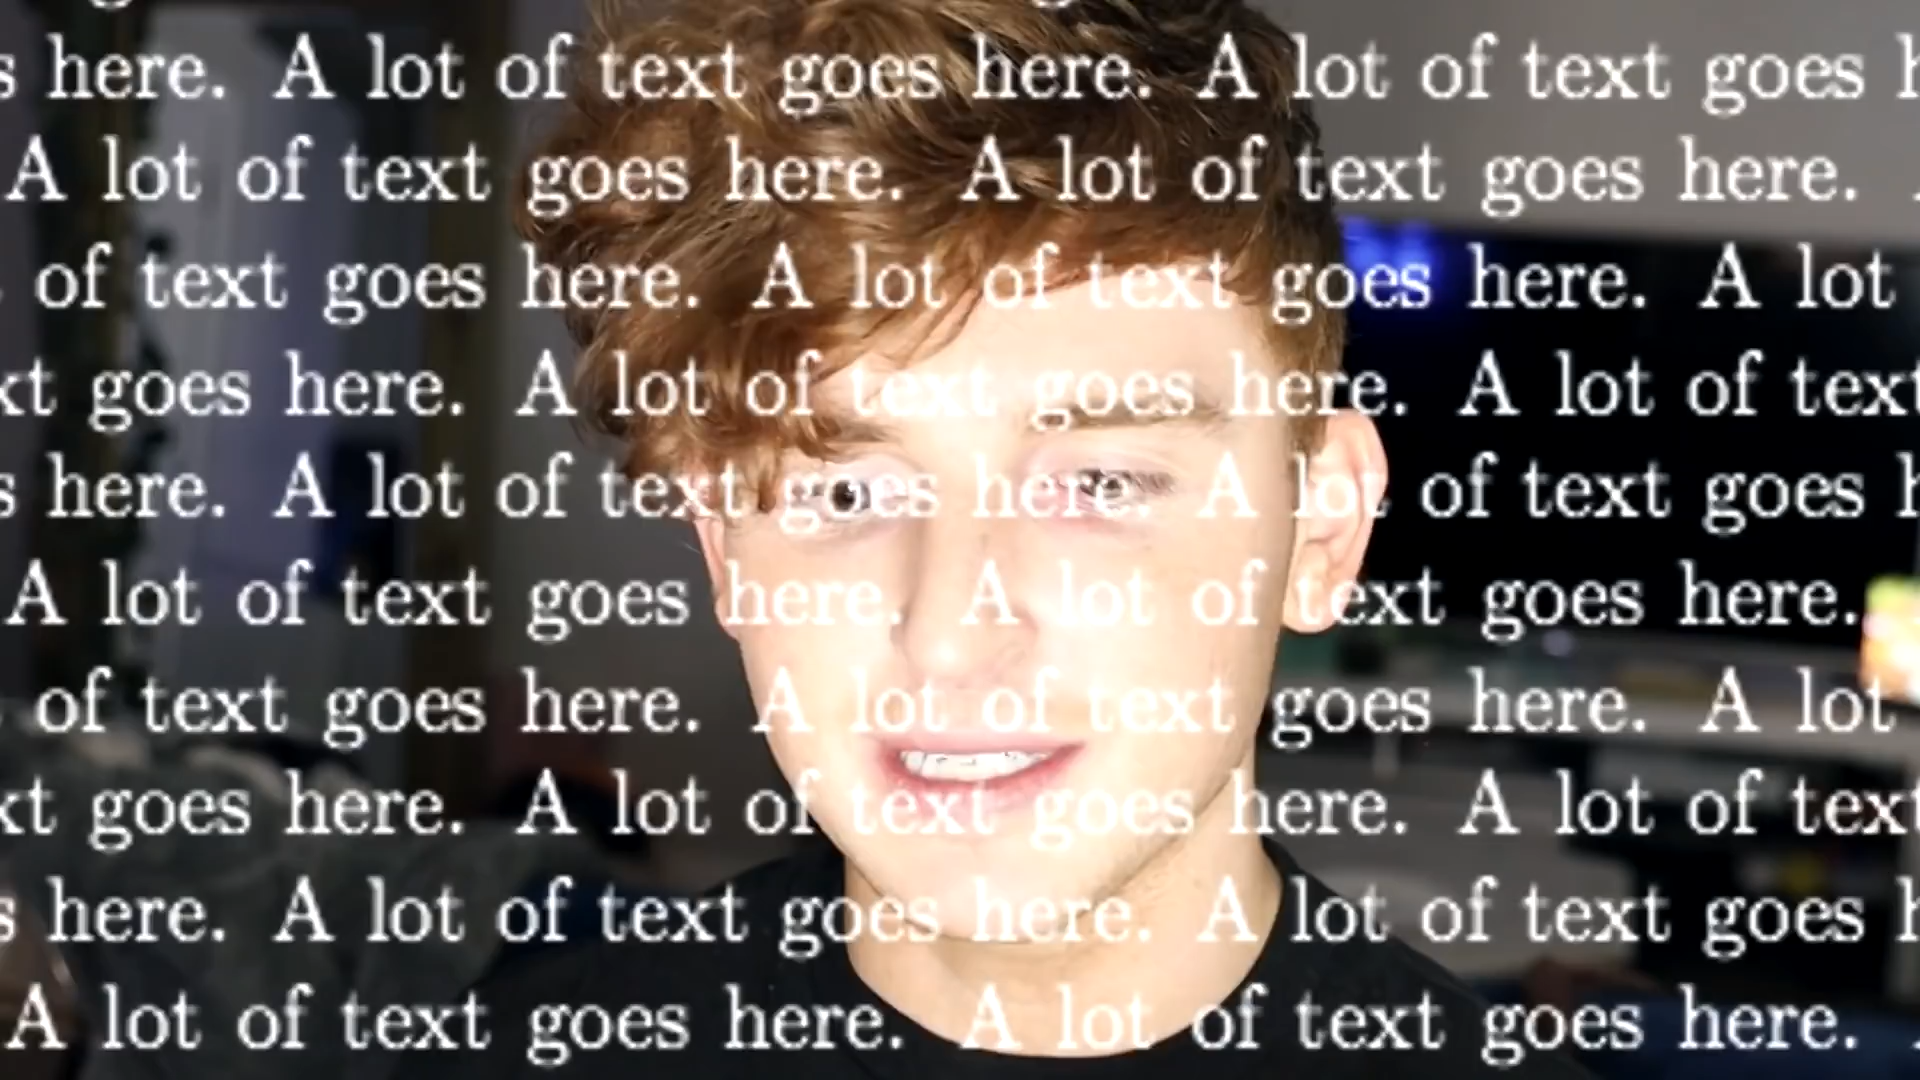 s here. A lot of text goes here. A lot of text goes h
A lot of text goes here. A lot of text goes here.
of text goes here. A lot of text goes here. A lot
xt goes here. A lot of text goes here. A lot of text
s here. A lot of text goes here. A lot of text goes h
A lot of text goes here. A lot of text goes here.
of text goes here. A lot of text goes here. A lot
xt goes here. A lot of text goes here. A lot of text
s here. A lot of text goes here. A lot of text goes h
A lot of text goes here. A lot of text goes here.